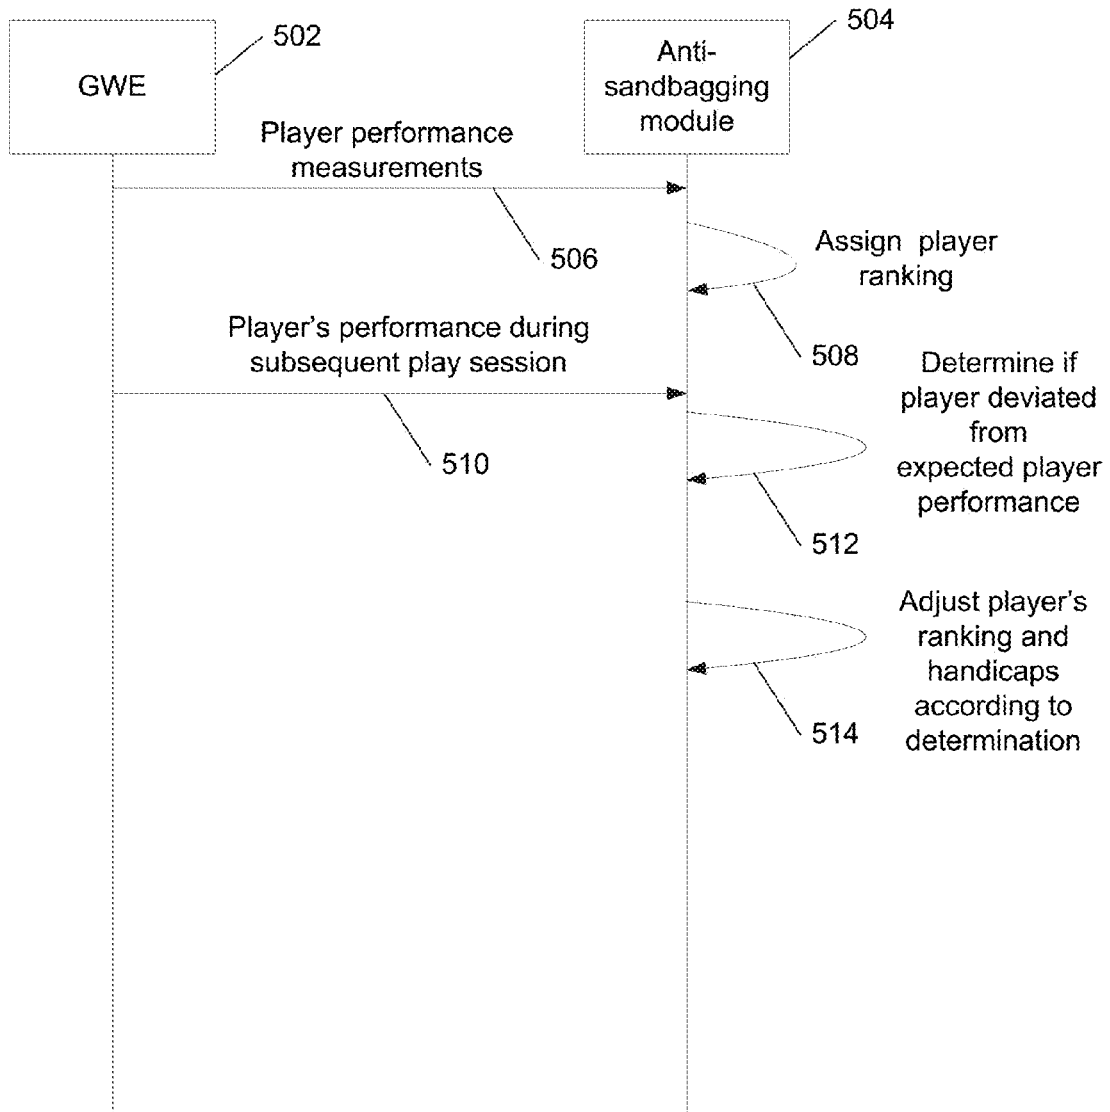 504
502
GWE
Anti-
sandbagging
module
Player performance
measurements
506
Assign player
ranking
508
Player's performance during
subsequent play session
510
Determine if
player deviated
from
expected player
performance
512
Adjust player's
ranking and
handicaps
according to
determination
514